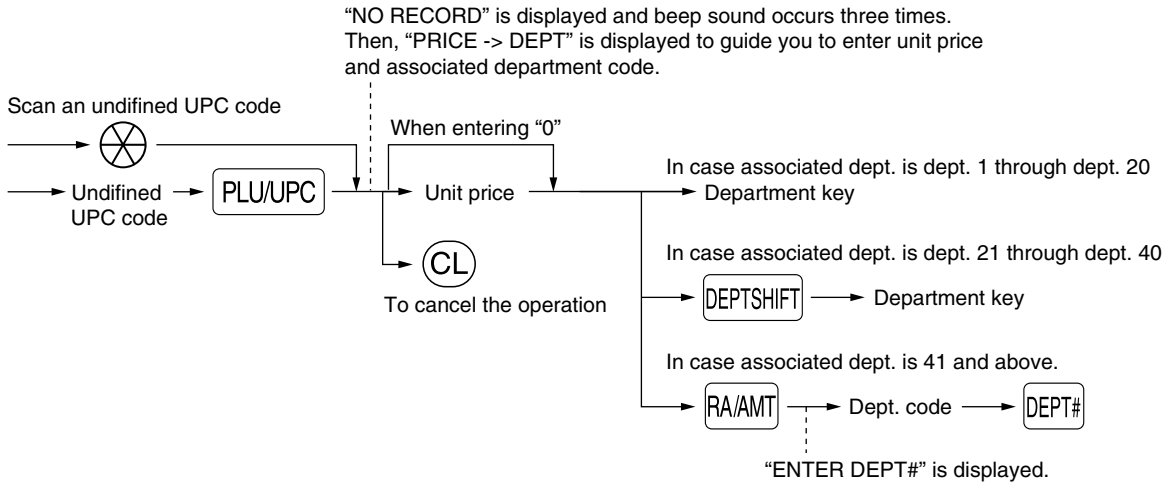 “NO RECORD” is displayed and beep sound occurs three times.
Then, “PRICE -> DEPT” is displayed to guide you to enter unit price
and associated department code.
Scan an undifined UPC code
When entering “0”
Undifined
UPC code
PLU/UPC
Unit price
In case associated dept. is dept. 1 through dept. 20
Department key
CL
To cancel the operation
In case associated dept. is dept. 21 through dept. 40
DEPTSHIFT
Department key
In case associated dept. is 41 and above.
RA/AMT
Dept. code
DEPT#
“ENTER DEPT#” is displayed.